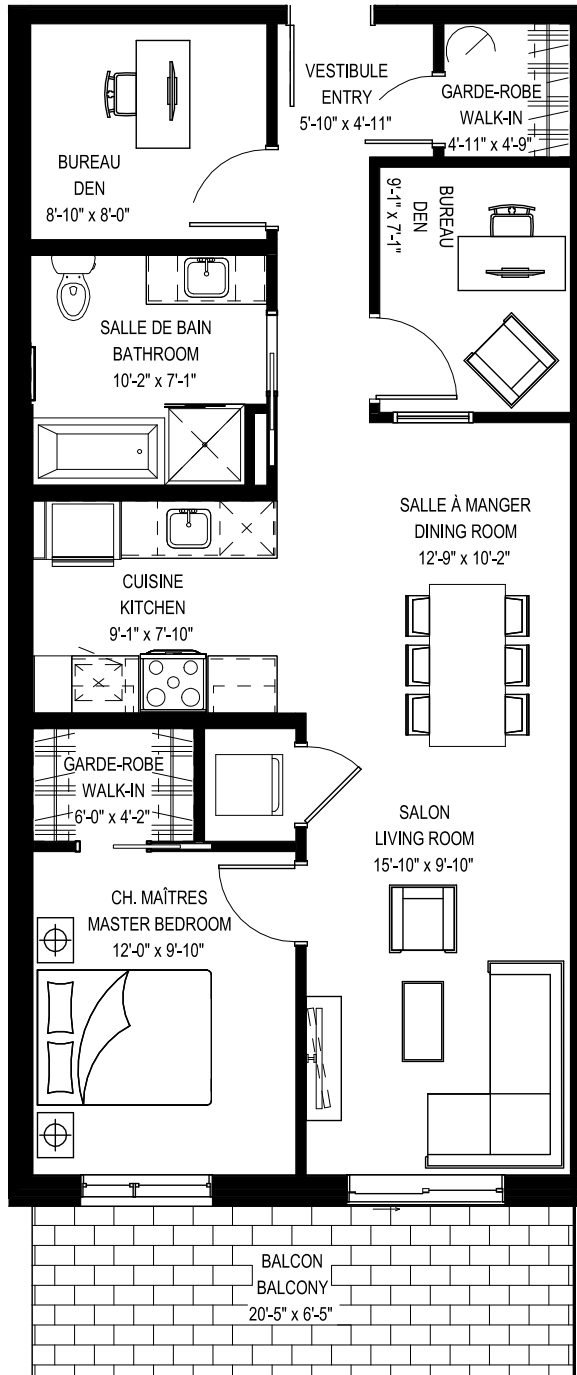 VESTIBULE
ENTRY
5'-10" x 4'-11"
GARDE-ROBE
WALK-IN
4'-11" x 4'-9"
BUREAU
DEN
8'-10" x 8'-0"
BUREAU
DEN
9'-1" x 7'-1"
SALLE DE BAIN
BATHROOM
10'-2" x 7'-1"
SALLE À MANGER
DINING ROOM
12'-9" x 10'-2"
CUISINE
KITCHEN
9'-1" x 7'-10"
GARDE-ROBE
WALK-IN
6'-0" x 4'-2"
SALON
LIVING ROOM
15'-10" x 9'-10"
CH. MAÎTRES
MASTER BEDROOM
12'-0" x 9'-10"
BALCON
BALCONY
20'-5" x 6'-5"